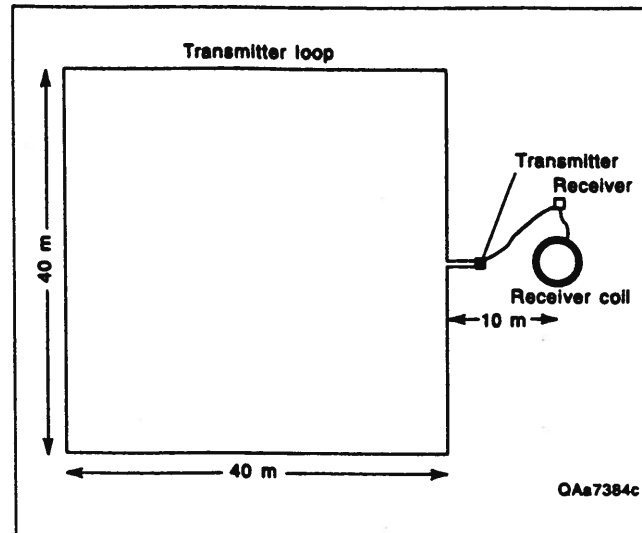 Transmitter loop
Transmitter
Receiver
40 m
Receiver coil
10 m
40 m
QAa7384c